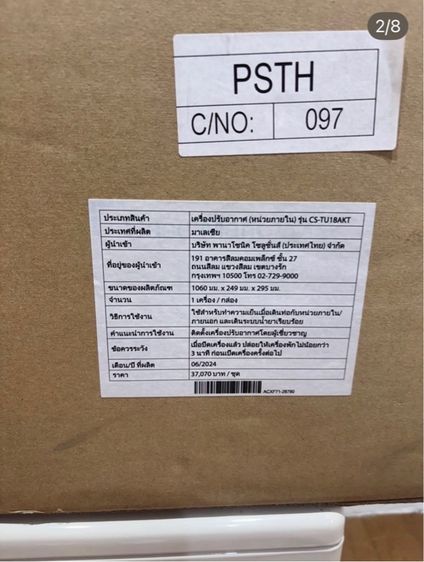 2/8
PSTH
C/NO: 097
ประเภทสินค้า เครื่องปรับอากาศ (หน่วยภายใน) รุ่น CS-TU18AKT
ประเทศที่ผลิต มาเลเซีย
ผู้นำเข้า บริษัท พานาโซนิค โซลูชั่นส์ (ประเทศไทย) จำกัด
ที่อยู่ของผู้นำเข้า 191 อาคารสีลมคอมเพล็กซ์ ชั้น 27
ถนนสีลม แขวงสีลม เขตบางรัก
กรุงเทพฯ 10500 โทร 02-729-9000
ขนาดของผลิตภัณฑ์ 1060 มม. x 249 มม. x 295 มม.
จำนวน 1 เครื่อง / กล่อง
วิธีการใช้งาน ใช้สำหรับทำความเย็นเมื่อเดินท่อกับหน่วยภายใน/
ภายนอก และเดินระบบน้ำยาเรียบร้อย
คำแนะนำการใช้งาน ติดตั้งเครื่องปรับอากาศโดยผู้เชี่ยวชาญ
ข้อควรระวัง เมื่อปิดเครื่องแล้ว ปล่อยให้เครื่องพักไม่น้อยกว่า
3 นาที ก่อนเปิดเครื่องครั้งต่อไป
เดือน/ปี ที่ผลิต 06/2024
ราคา 37,070 บาท / ชุด
ACXF71-28790